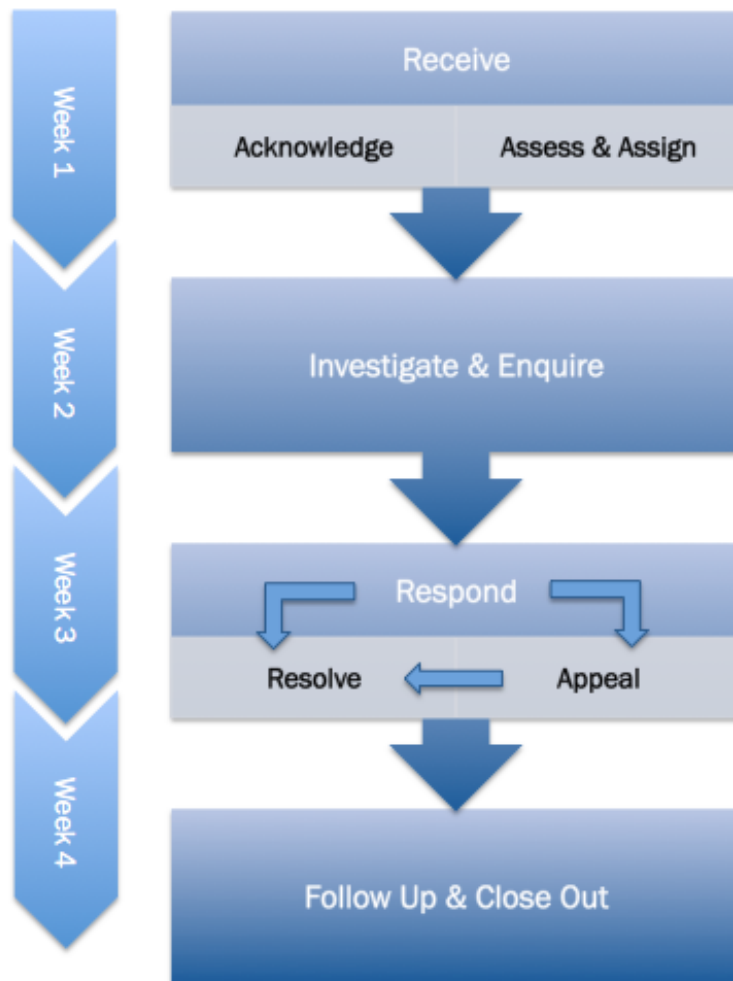 Week 1
Receive
Acknowledge
Assess & Assign
Week 2
Investigate & Enquire
Week 3
Respond
Resolve
Appeal
Week 4
Follow Up & Close Out